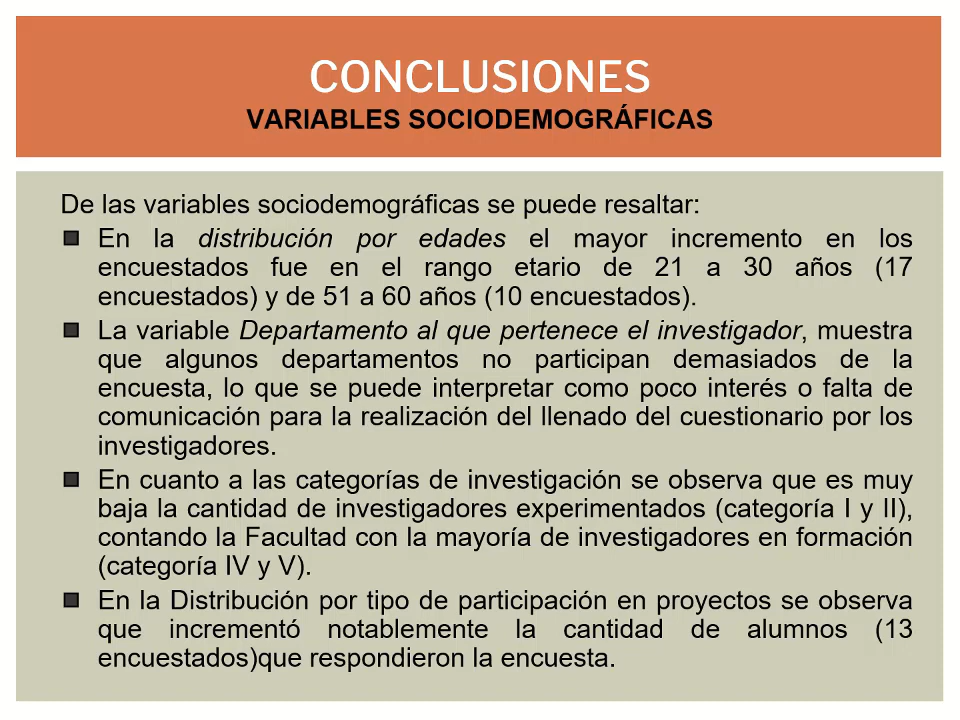 CONCLUSIONES
VARIABLES SOCIODEMOGRÁFICAS
De las variables sociodemográficas se puede resaltar:
En la distribución por edades el mayor incremento en los
encuestados fue en el rango etario de 21 a 30 años (17
encuestados) y de 51 a 60 años (10 encuestados).
La variable Departamento al que pertenece el investigador, muestra
que algunos departamentos no participan demasiados de la
encuesta, lo que se puede interpretar como poco interés o falta de
comunicación para la realización del llenado del cuestionario por los
investigadores.
En cuanto a las categorías de investigación se observa que es muy
baja la cantidad de investigadores experimentados (categoría I y II),
contando la Facultad con la mayoría de investigadores en formación
(categoría IV y V).
En la Distribución por tipo de participación en proyectos se observa
que incrementó notablemente la cantidad de alumnos (13
encuestados)que respondieron la encuesta.